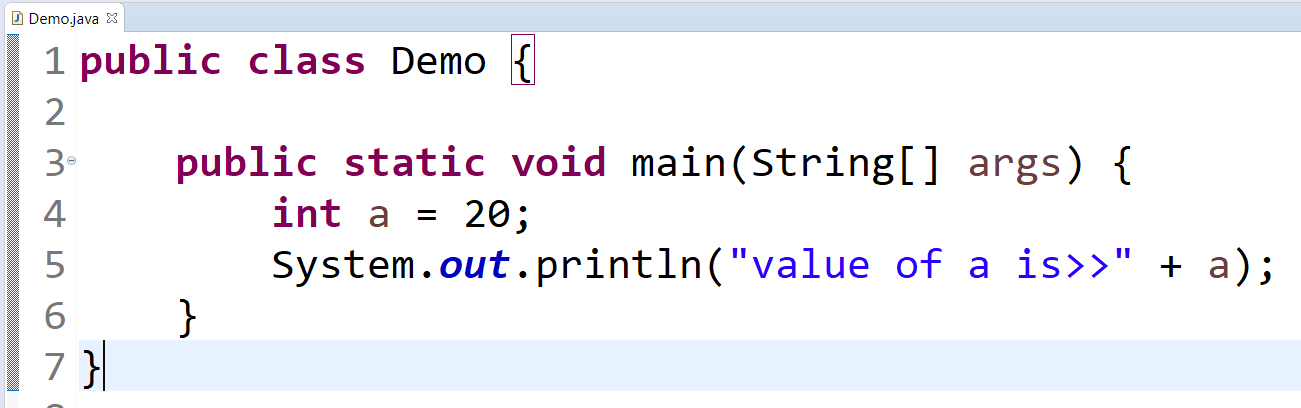 Demo.java
1 public class Demo {
2
3 public static void main(String[] args) {
4 int a = 20;
5 System.out.println("value of a is>>" + a);
6 }
7 }